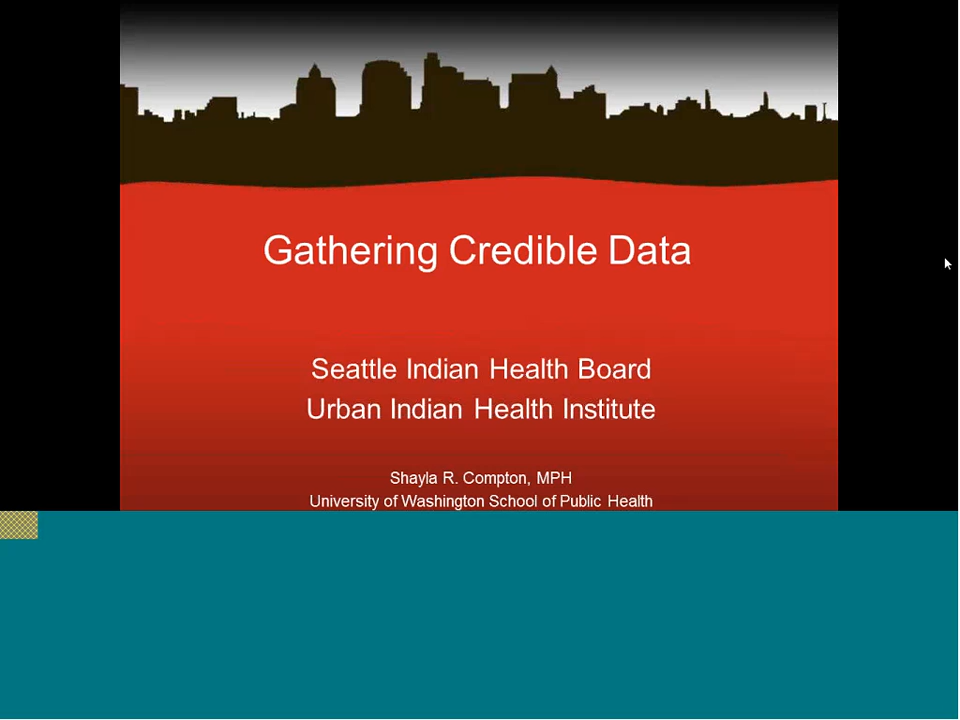 Gathering Credible Data
Seattle Indian Health Board
Urban Indian Health Institute
Shayla R. Compton, MPH
University of Washington School of Public Health